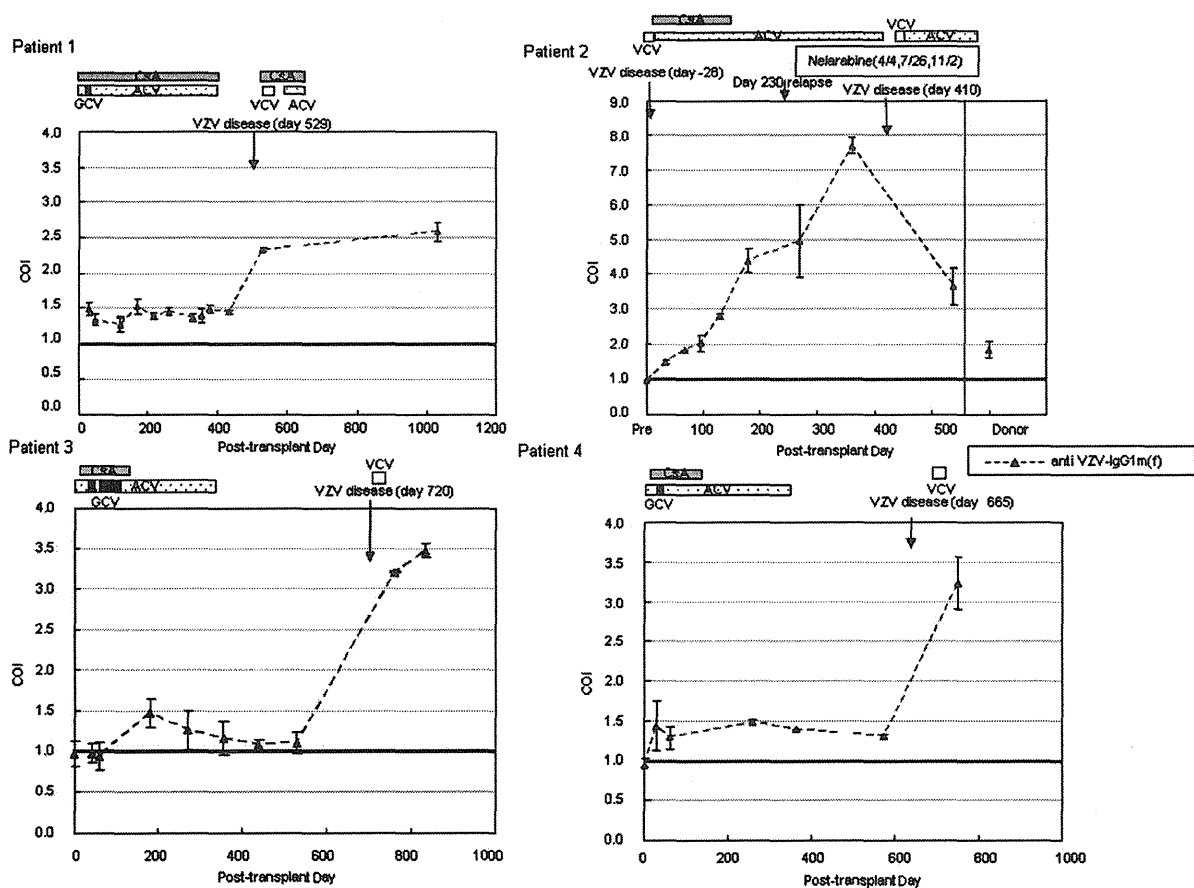 Patient 1
CsA CsA
GCV ACV VCV ACV
VZV disease (day 529)
4.0
3.5
3.0
2.5
2.0
1.5
1.0
0.5
0.0
COI
0 200 400 600 800 1000 1200
Post-transplant Day
Patient 2
CsA VCV
VCV ACV ACV
Nelarabine(4/4,7/26,11/2)
VZV disease (day -28)
Day 230 relapse
VZV disease (day 410)
9.0
8.0
7.0
6.0
5.0
4.0
3.0
2.0
1.0
0.0
COI
Pre 100 200 300 400 500 Donor
Post-transplant Day
Patient 3
CsA
ACV
GCV
VCV
VZV disease (day 720)
4.0
3.5
3.0
2.5
2.0
1.5
1.0
0.5
0.0
COI
0 200 400 600 800 1000
Post-transplant Day
Patient 4
anti VZV-IgG1m(f)
CsA
ACV
GCV
VCV
VZV disease (day 665)
4.0
3.5
3.0
2.5
2.0
1.5
1.0
0.5
0.0
COI
0 200 400 600 800 1000
Post-transplant Day